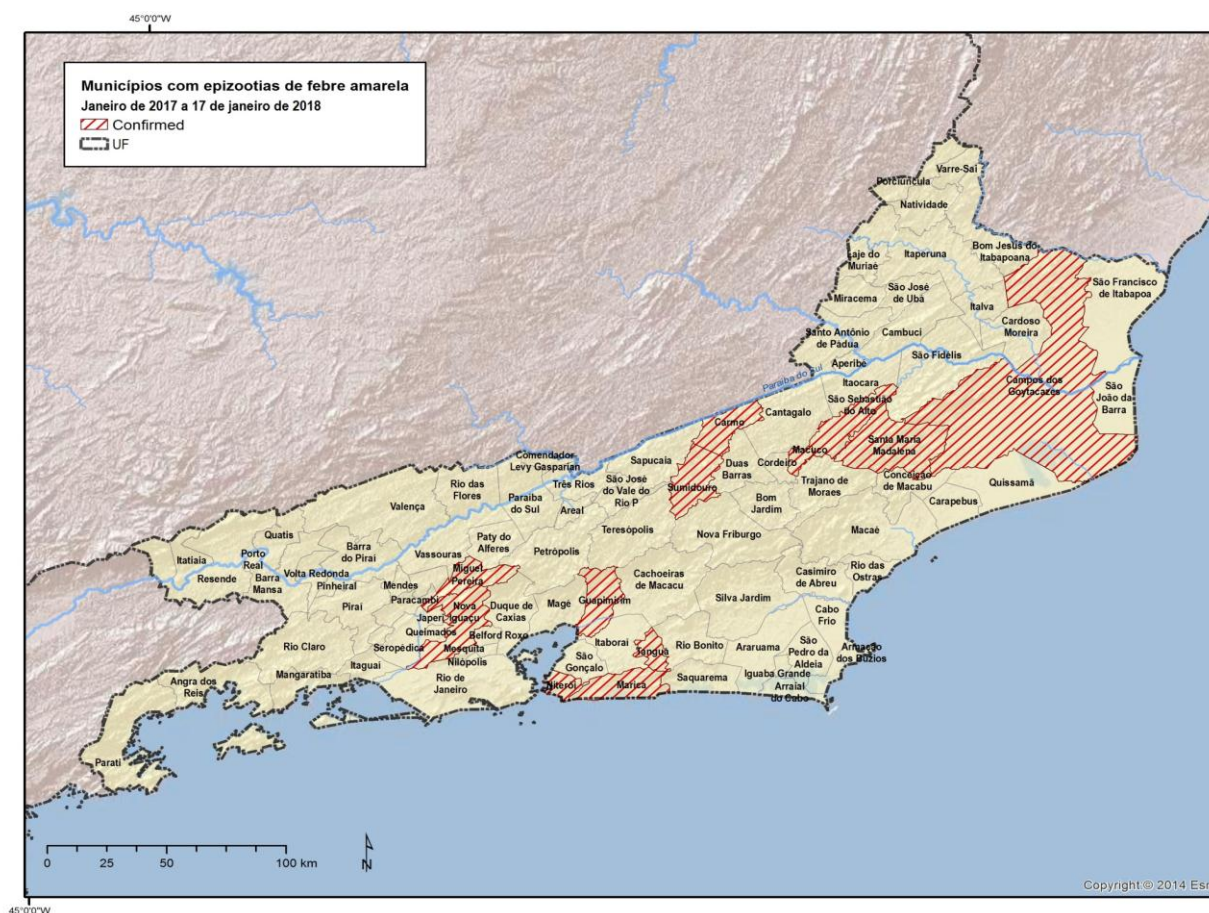 45°0'0"W
Municípios com epizootias de febre amarela
Janeiro de 2017 a 17 de janeiro de 2018
Confirmed
UF
Varre-Sai
Porciúncula
Natividade
Bom Jesus do
Itabapoana
Laje do
Muriaé
Itaperuna
São Francisco
de Itabapoa
São José
de Ubá
Miracema
Italva
Cardoso
Moreira
Santo Antônio
de Pádua
Cambuci
São Fidélis
Aperibé
Paraíba do Sul
Itaocara
Campos dos
Goytacazes
São
João da
Barra
São Sebastião
do Alto
Cantagalo
Carmo
Santa Maria
Madalena
Macuco
Comendador
Levy Gasparian
Sapucaia
Duas
Barras
Cordeiro
Conceição
de Macabu
Quissamã
Trajano de
Moraes
Rio das
Flores
Três Rios
São José
do Vale do
Rio P
Sumidouro
Paraíba
do Sul
Areal
Bom
Jardim
Carapebus
Valença
Teresópolis
Nova Friburgo
Macaé
Quatis
Paty do
Alferes
Barra
do Piraí
Vassouras
Petrópolis
Itatiaia
Porto
Real
Resende
Barra
Mansa
Volta Redonda
Pinheiral
Mendes
Miguel
Pereira
Cachoeiras
de Macacu
Casimiro
de Abreu
Rio das
Ostras
Paracambi
Piraí
Japeri
Nova
Iguaçu
Duque de
Caxias
Magé
Guapimirim
Silva Jardim
Cabo
Frio
Queimados
Belford Roxo
Rio Claro
Seropédica
Mesquita
Itaboraí
Tanguá
Rio Bonito
Araruama
São
Pedro da
Aldeia
Armação
dos Búzios
Itaguaí
Nilópolis
São
Gonçalo
Mangaratiba
Rio de
Janeiro
Angra dos
Reis
Niterói
Maricá
Saquarema
Iguaba Grande
Arraial
do Cabo
Parati
0 25 50 100 km
N
Copyright:© 2014 Esr
45°0'0"W